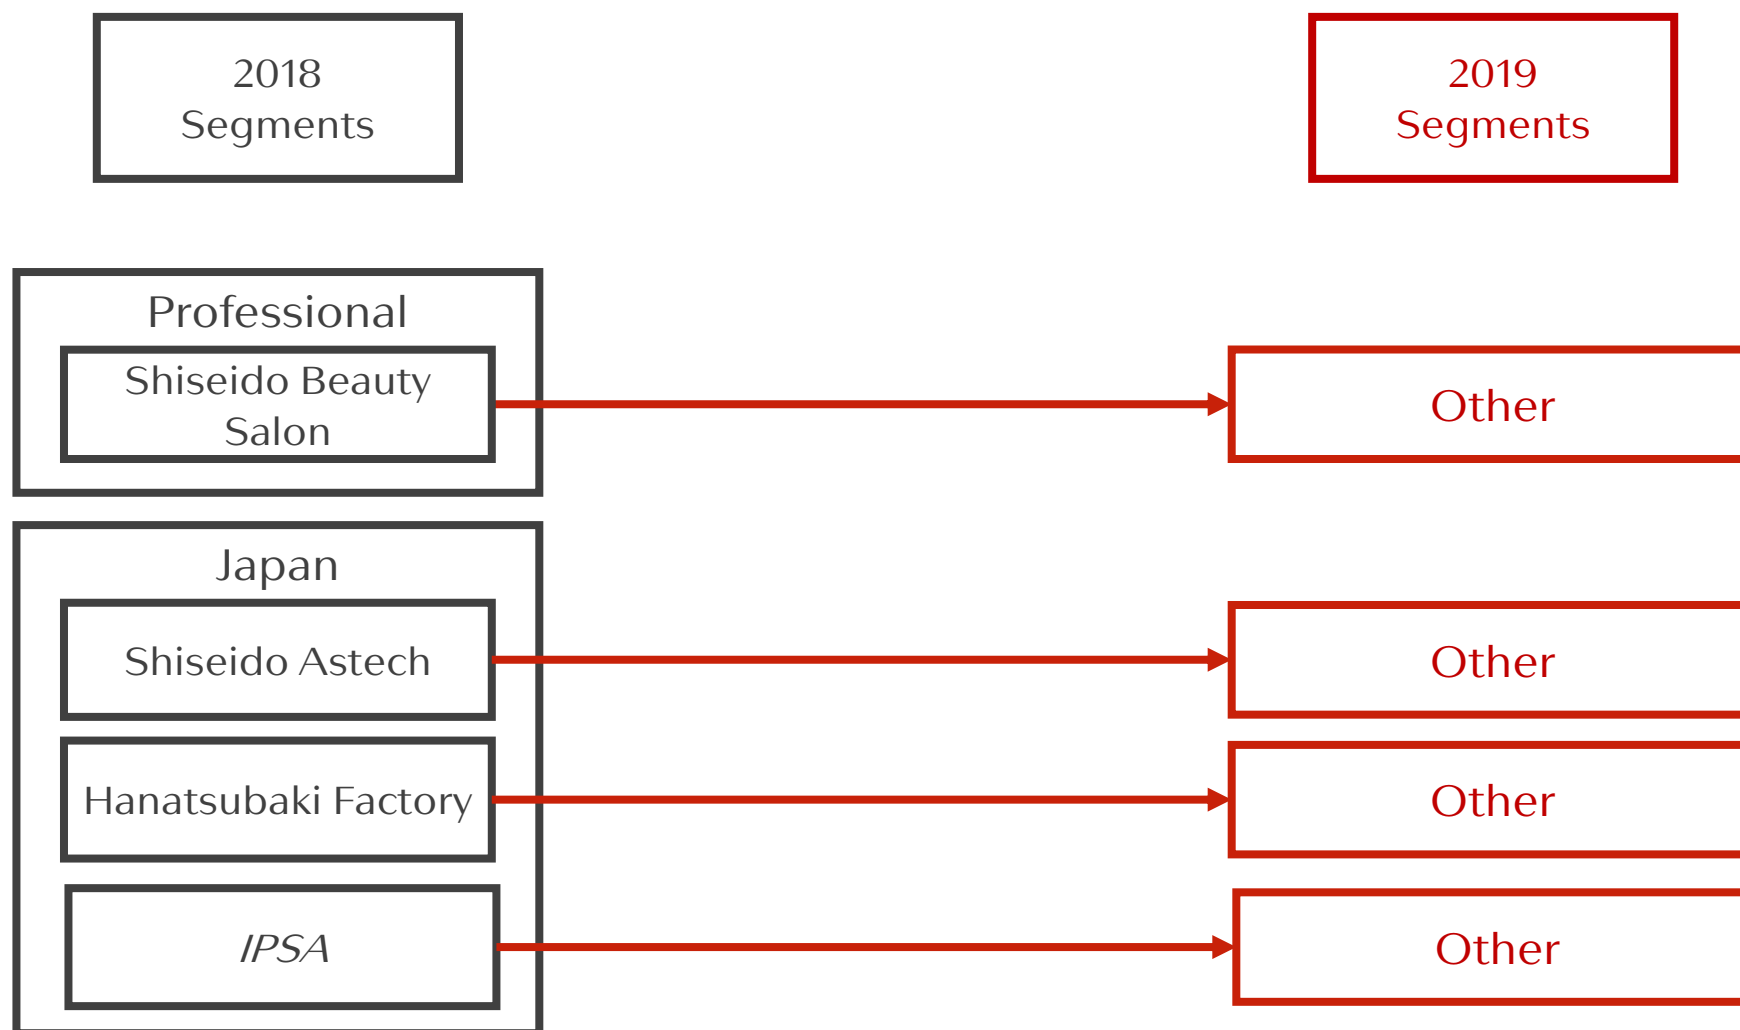 2018
Segments
2019
Segments
Professional
Shiseido Beauty
Salon
Other
Japan
Shiseido Astech
Other
Hanatsubaki Factory
Other
IPSA
Other